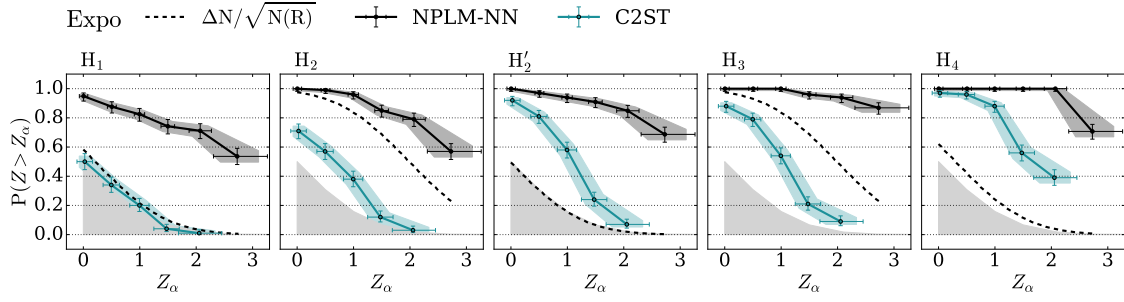 Expo ΔN/√N(R) NPLM-NN C2ST
H₁ H₂ H₂′ H₃ H₄
P(Z > Zα)
1.0
0.8
0.6
0.4
0.2
0.0
0 1 2 3 0 1 2 3 0 1 2 3 0 1 2 3 0 1 2 3
Zα Zα Zα Zα Zα